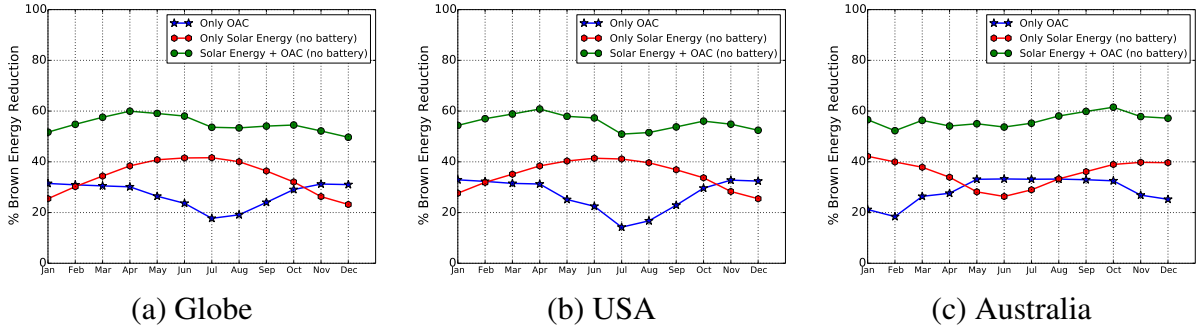 % Brown Energy Reduction
100
80
60
40
20
0
Only OAC
Only Solar Energy (no battery)
Solar Energy + OAC (no battery)
Jan Feb Mar Apr May Jun Jul Aug Sep Oct Nov Dec
(a) Globe
% Brown Energy Reduction
100
80
60
40
20
0
Only OAC
Only Solar Energy (no battery)
Solar Energy + OAC (no battery)
Jan Feb Mar Apr May Jun Jul Aug Sep Oct Nov Dec
(b) USA
% Brown Energy Reduction
100
80
60
40
20
0
Only OAC
Only Solar Energy (no battery)
Solar Energy + OAC (no battery)
Jan Feb Mar Apr May Jun Jul Aug Sep Oct Nov Dec
(c) Australia